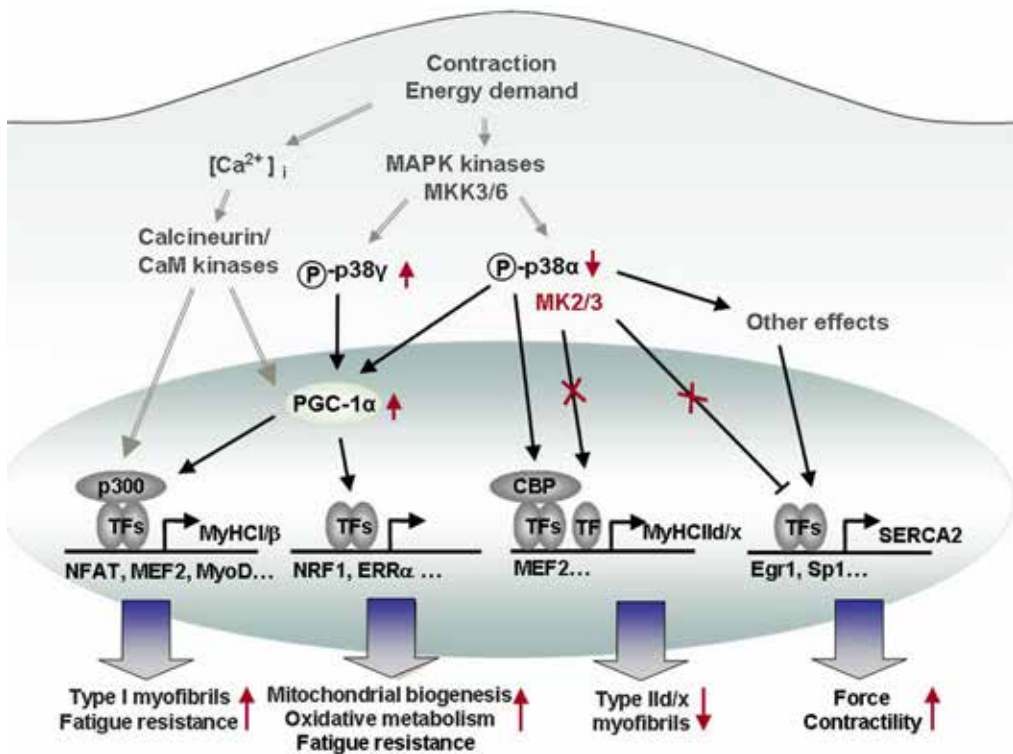 Contraction
Energy demand
[Ca²⁺]i
MAPK kinases
MKK3/6
Calcineurin/
CaM kinases
P-p38γ
P-p38α
MK2/3
Other effects
PGC-1α
p300
TFs
MyHCI/β
NFAT, MEF2, MyoD...
TFs
NRF1, ERRα ...
CBP
TFs
TF
MyHCIId/x
MEF2...
TFs
SERCA2
Egr1, Sp1...
Type I myofibrils
Fatigue resistance
Mitochondrial biogenesis
Oxidative metabolism
Fatigue resistance
Type IId/x
myofibrils
Force
Contractility